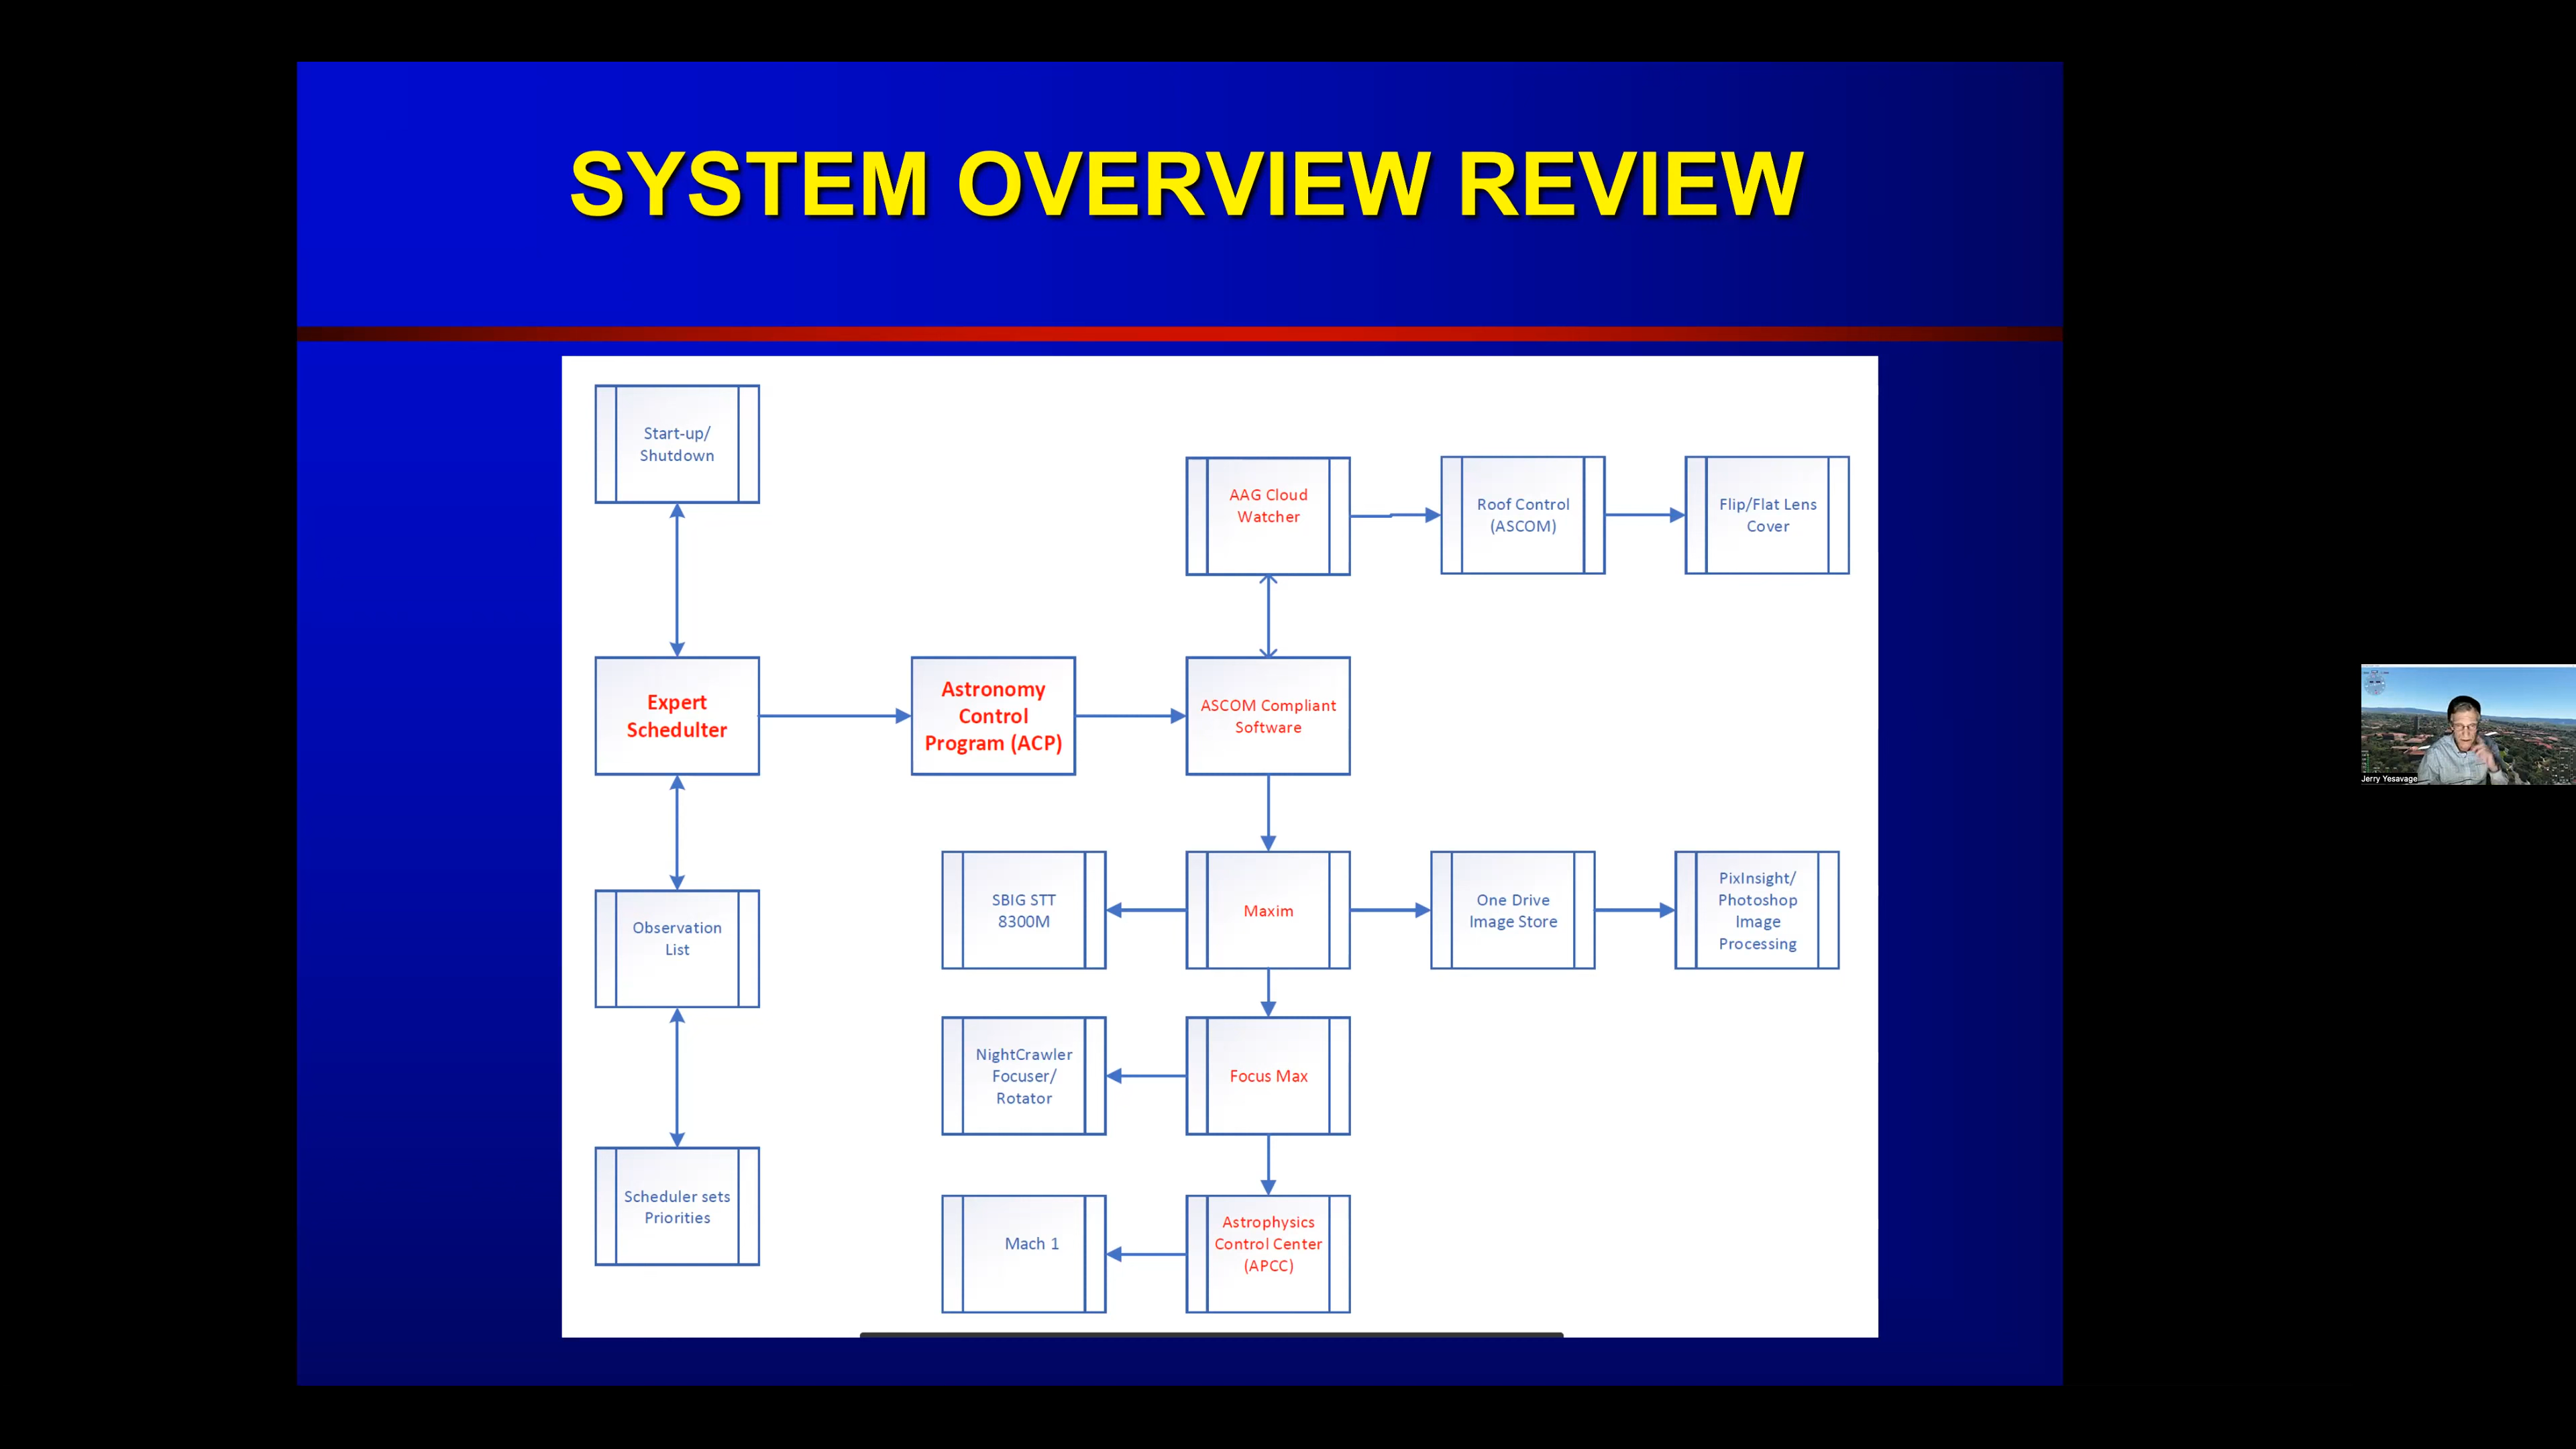 SYSTEM OVERVIEW REVIEW
Start-up/
Shutdown
AAG Cloud
Watcher
Roof Control
(ASCOM)
Flip/Flat Lens
Cover
Expert
Schedulter
Astronomy
Control
Program (ACP)
ASCOM Compliant
Software
Observation
List
SBIG STT
8300M
Maxim
One Drive
Image Store
PixInsight/
Photoshop
Image
Processing
NightCrawler
Focuser/
Rotator
Focus Max
Scheduler sets
Priorities
Mach 1
Astrophysics
Control Center
(APCC)
Jerry Yesavage